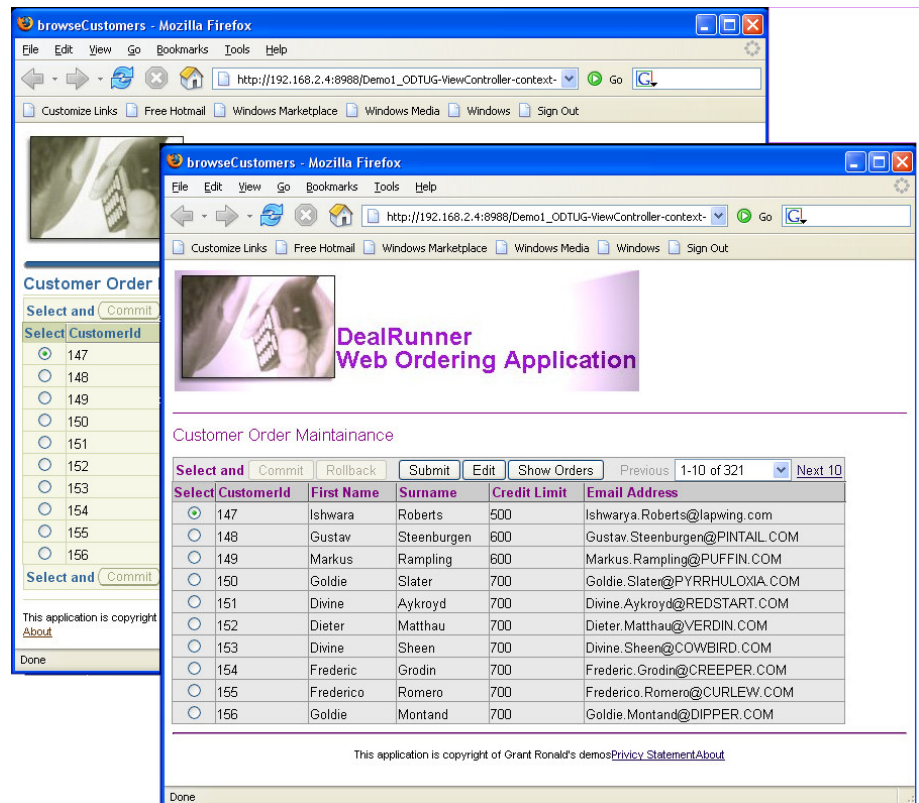 browseCustomers - Mozilla Firefox
File Edit View Go Bookmarks Tools Help
http://192.168.2.4:8988/Demo1_ODTUG-ViewController-context- Go G
Customize Links Free Hotmail Windows Marketplace Windows Media Windows Sign Out
Customer Order
Select and Commit
Select CustomerId
147
148
149
150
151
152
153
154
155
156
Select and Commit
This application is copyright
About
Done
browseCustomers - Mozilla Firefox
File Edit View Go Bookmarks Tools Help
http://192.168.2.4:8988/Demo1_ODTUG-ViewController-context- Go G
Customize Links Free Hotmail Windows Marketplace Windows Media Windows Sign Out
DealRunner
Web Ordering Application
Customer Order Maintainance
Select and Commit Rollback Submit Edit Show Orders Previous 1-10 of 321 Next 10
Select CustomerId First Name Surname Credit Limit Email Address
147 Ishwara Roberts 500 Ishwarya.Roberts@lapwing.com
148 Gustav Steenburgen 600 Gustav.Steenburgen@PINTAIL.COM
149 Markus Rampling 600 Markus.Rampling@PUFFIN.COM
150 Goldie Slater 700 Goldie.Slater@PYRRHULOXIA.COM
151 Divine Aykroyd 700 Divine.Aykroyd@REDSTART.COM
152 Dieter Matthau 700 Dieter.Matthau@VERDIN.COM
153 Divine Sheen 700 Divine.Sheen@COWBIRD.COM
154 Frederic Grodin 700 Frederic.Grodin@CREEPER.COM
155 Frederico Romero 700 Frederico.Romero@CURLEW.COM
156 Goldie Montand 700 Goldie.Montand@DIPPER.COM
This application is copyright of Grant Ronald's demosPrivicy StatementAbout
Done